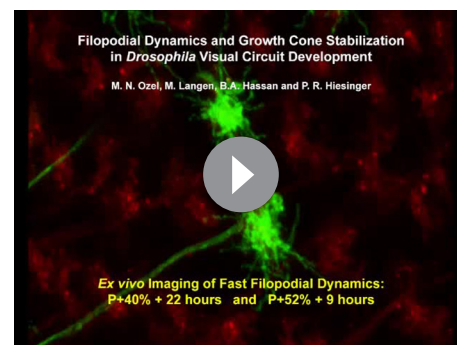 Filopodial Dynamics and Growth Cone Stabilization
in Drosophila Visual Circuit Development
M. N. Ozel, M. Langen, B.A. Hassan and P. R. Hiesinger
Ex vivo Imaging of Fast Filopodial Dynamics:
P+40% + 22 hours and P+52% + 9 hours